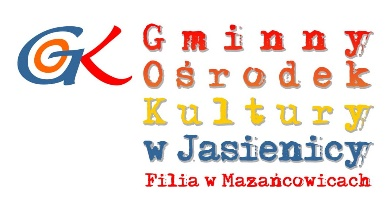 GOK
Gminny
Ośrodek
Kultury
w Jasienicy
Filia w Mazańcowicach